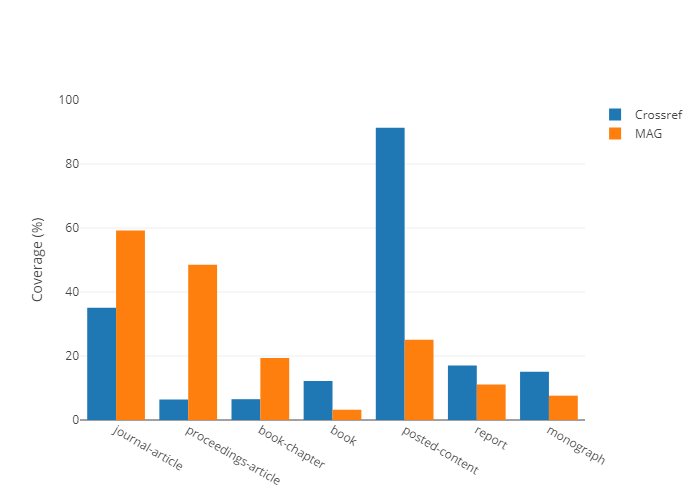 Coverage (%)
100
80
60
40
20
0
journal-article
proceedings-article
book-chapter
book
posted-content
report
monograph
Crossref
MAG